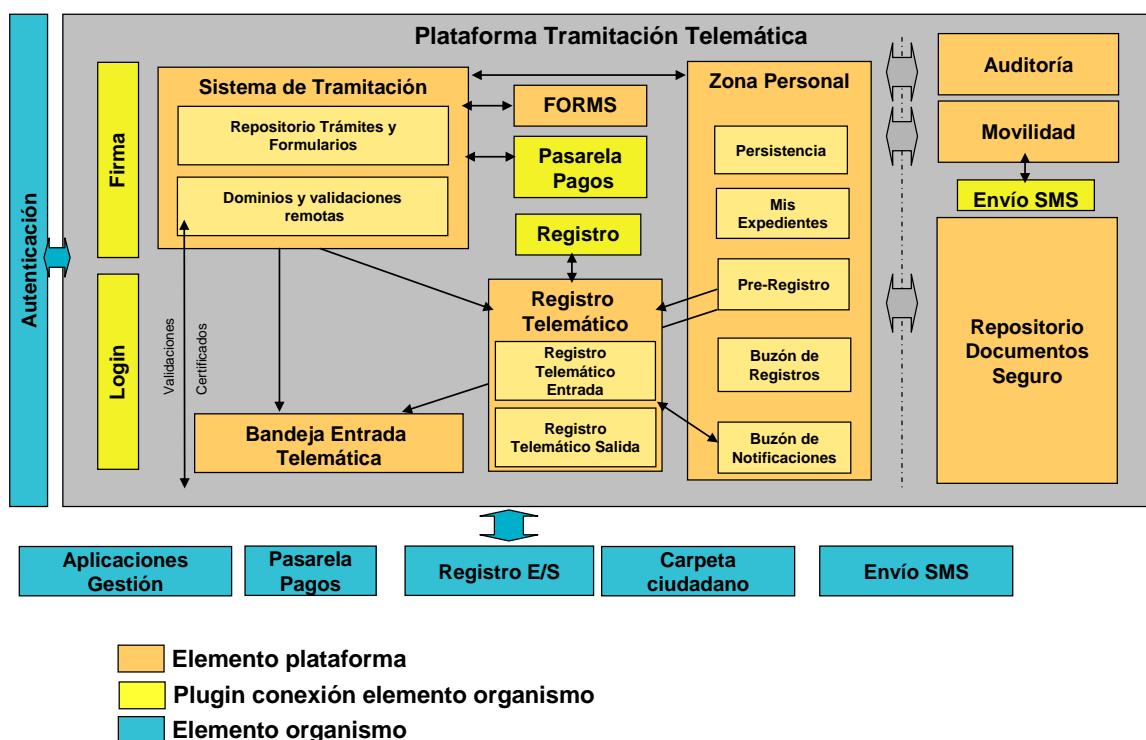 Plataforma Tramitación Telemática
Autenticación
Firma
Login
Sistema de Tramitación
Repositorio Trámites y
Formularios
Dominios y validaciones
remotas
Validaciones
Certificados
FORMS
Pasarela
Pagos
Registro
Registro
Telemático
Registro
Telemático
Entrada
Registro
Telemático Salida
Bandeja Entrada
Telemática
Zona Personal
Persistencia
Mis
Expedientes
Pre-Registro
Buzón de
Registros
Buzón de
Notificaciones
Auditoría
Movilidad
Envío SMS
Repositorio
Documentos
Seguro
Aplicaciones
Gestión
Pasarela
Pagos
Registro E/S
Carpeta
ciudadano
Envío SMS
Elemento plataforma
Plugin conexión elemento organismo
Elemento organismo